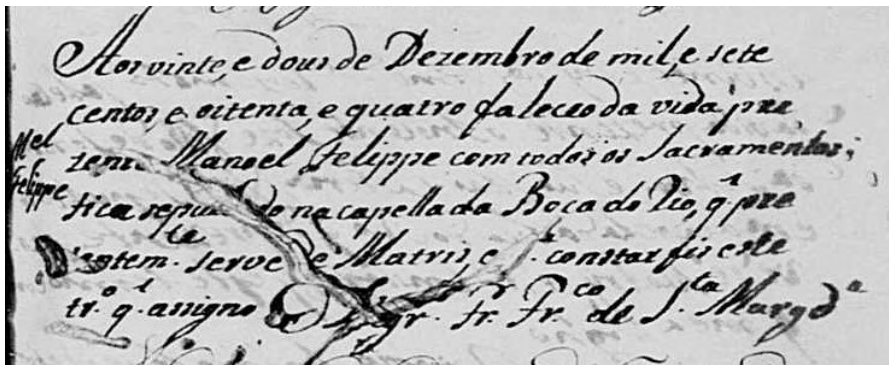 Aos vinte, e dous de Dezembro de mil, e sete
centos, e oitenta, e quatro faleceo da vida pre
zente Manoel Felippe com todos os Sacramentos;
Mel
Felippe
fica sepultado na capella da Boca do Rio, q. pre
zentem.te serve de Matriz, e constar fis este
tr.o q. assigno Fr. Fr.co de S.ta Marg.da